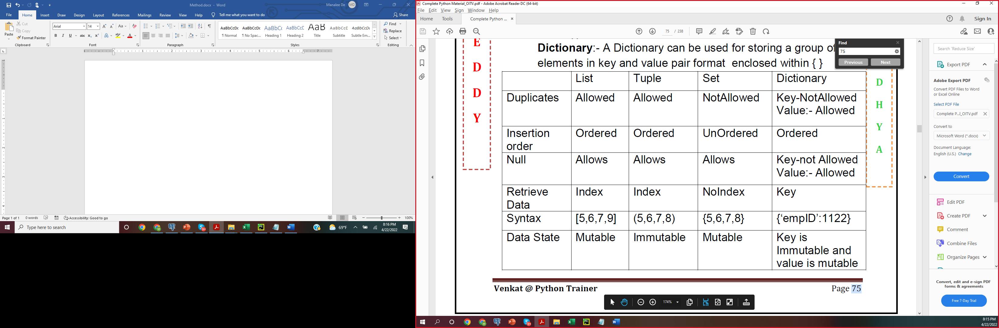 Method.docx - Word
Manalee De
MD
File Home Insert Draw Design Layout References Mailings Review View Help Tell me what you want to do Share
Paste Cut
Copy
Format Painter
Clipboard
Arial 14
Font
Paragraph
AaBbCcDc AaBbCcDc AaBbCc AaBbCcE AaB AaBbCcD AaBbCcDc
¶ Normal ¶ No Spac... Heading 1 Heading 2 Title Subtitle Subtle Em...
Styles
Find
Replace
Select
Editing
Page 1 of 1 0 words Accessibility: Good to go 100%
Type here to search
69°F
8:16 PM
4/22/2022
Complete Python Material_OITV.pdf - Adobe Acrobat Reader DC (64-bit)
File Edit View Sign Window Help
Home Tools Complete Python ... × Sign In
75 / 238
Find
75
Previous Next
E
D
D
Y
Dictionary:- A Dictionary can be used for storing a group of
elements in key and value pair format enclosed within { }
List Tuple Set Dictionary
Duplicates Allowed Allowed NotAllowed Key-NotAllowed
Value:- Allowed
Insertion order Ordered Ordered UnOrdered Ordered
Null Allows Allows Allows Key-not Allowed
Value:- Allowed
Retrieve Data Index Index NoIndex Key
Syntax [5,6,7,9] (5,6,7,8) {5,6,7,8} {‘empID’:1122}
Data State Mutable Immutable Mutable Key is
Immutable and
value is mutable
D
H
Y
A
Venkat @ Python Trainer Page 75
174%
Search 'Reduce Size'
Export PDF
Adobe Export PDF
Convert PDF Files to Word
or Excel Online
Select PDF File
Complete P...l_OITV.pdf
Convert to
Microsoft Word (*.docx)
Document Language:
English (U.S.) Change
Convert
Edit PDF
Create PDF
Comment
Combine Files
Organize Pages
Convert, edit and e-sign PDF
forms & agreements
Free 7-Day Trial
8:15 PM
4/22/2022